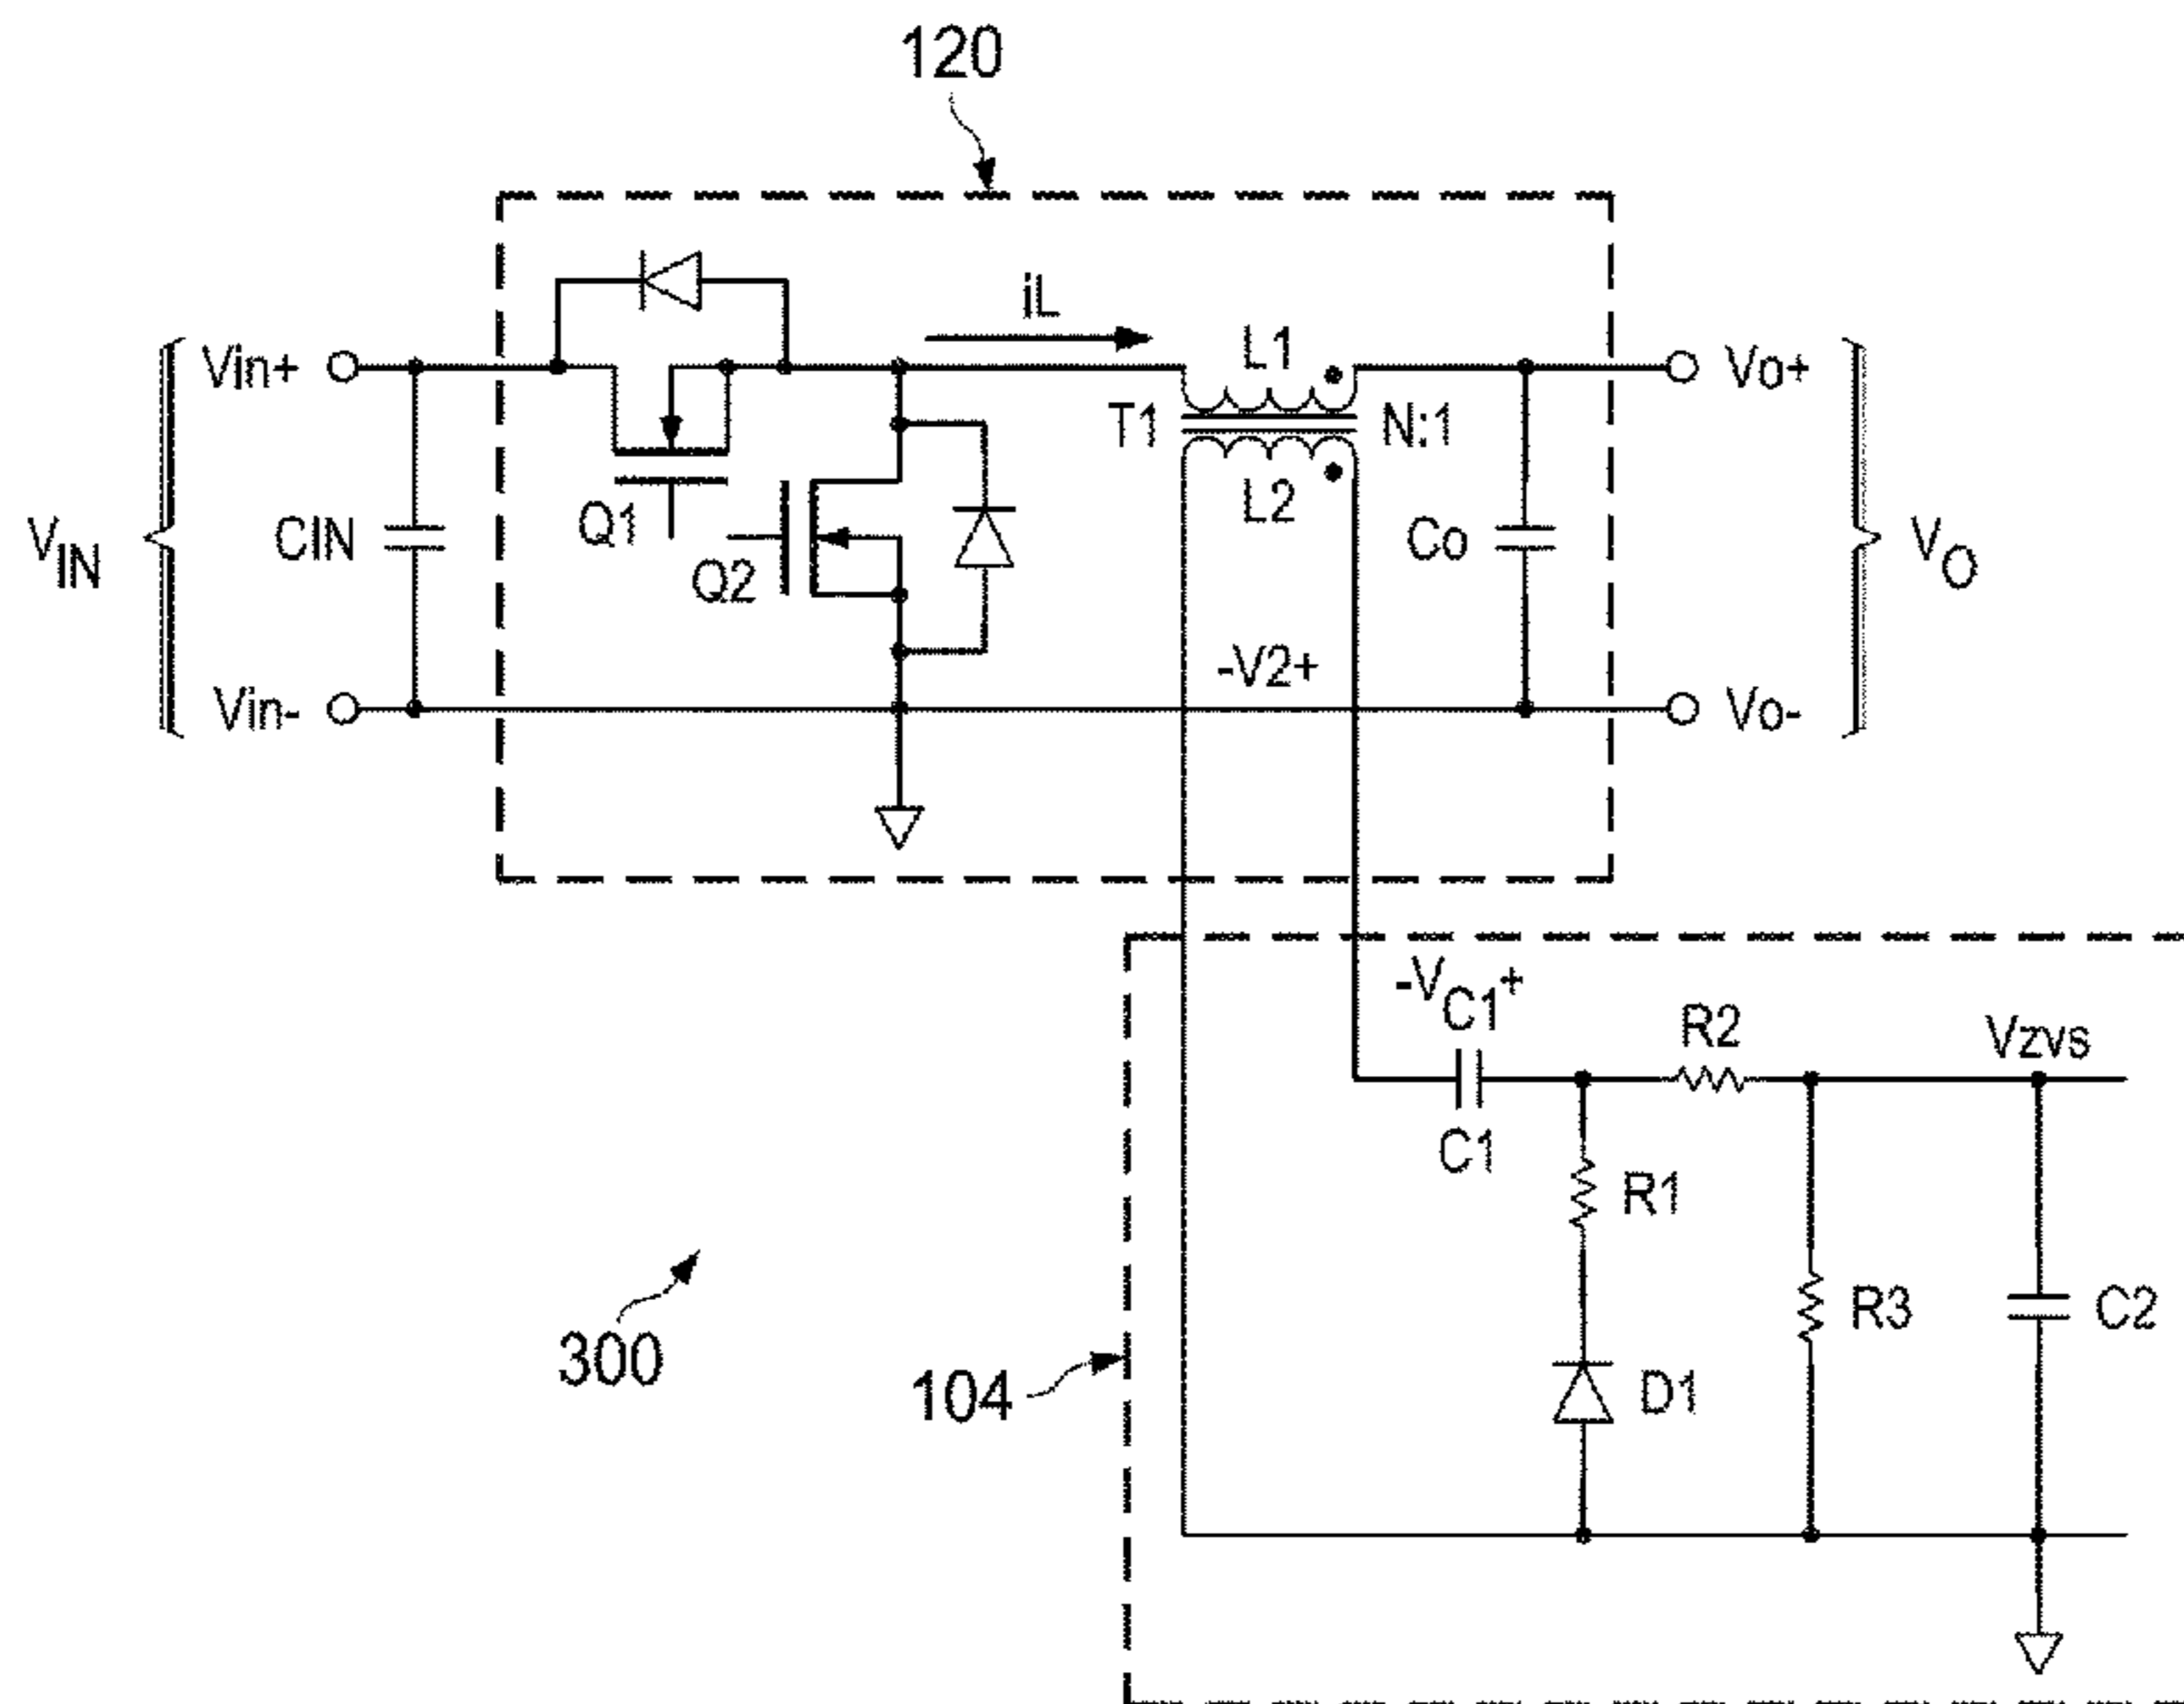 120
iL
L1
Vin+
Vo+
T1
N:1
Q1
L2
VIN
CIN
Co
VO
Q2
-V2+
Vin-
Vo-
-VC1+
R2
Vzvs
C1
R1
300
R3
C2
104
D1